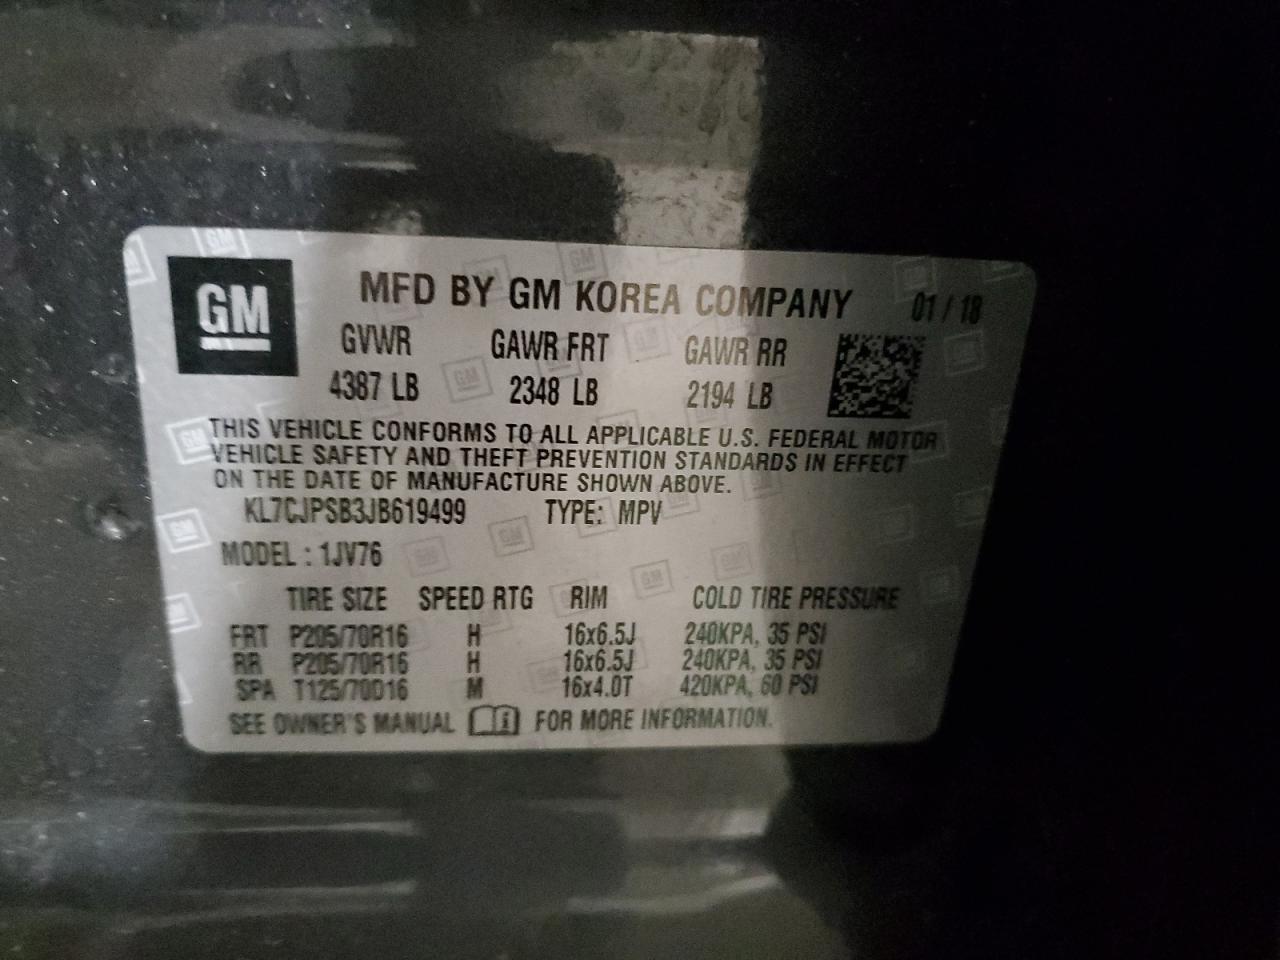 GM
MFD BY GM KOREA COMPANY 01 / 18
GVWR GAWR FRT GAWR RR
4387 LB 2348 LB 2194 LB
THIS VEHICLE CONFORMS TO ALL APPLICABLE U.S. FEDERAL MOTOR
VEHICLE SAFETY AND THEFT PREVENTION STANDARDS IN EFFECT
ON THE DATE OF MANUFACTURE SHOWN ABOVE.
KL7CJPSB3JB619499 TYPE: MPV
MODEL : 1JV76
TIRE SIZE SPEED RTG RIM COLD TIRE PRESSURE
FRT P205/70R16 H 16x6.5J 240KPA, 35 PSI
RR P205/70R16 H 16x6.5J 240KPA, 35 PSI
SPA T125/70D16 M 16x4.0T 420KPA, 60 PSI
SEE OWNER'S MANUAL FOR MORE INFORMATION.